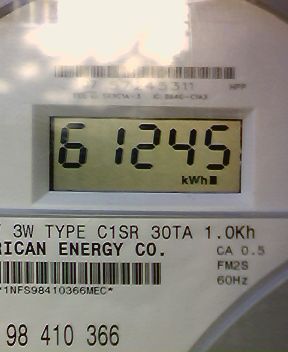 HPP
61245
kWh
3W TYPE C1SR 30TA 1.0Kh
RICAN ENERGY CO.
CA 0.5
FM2S
60Hz
*1NFS98410366MEC*
98 410 366